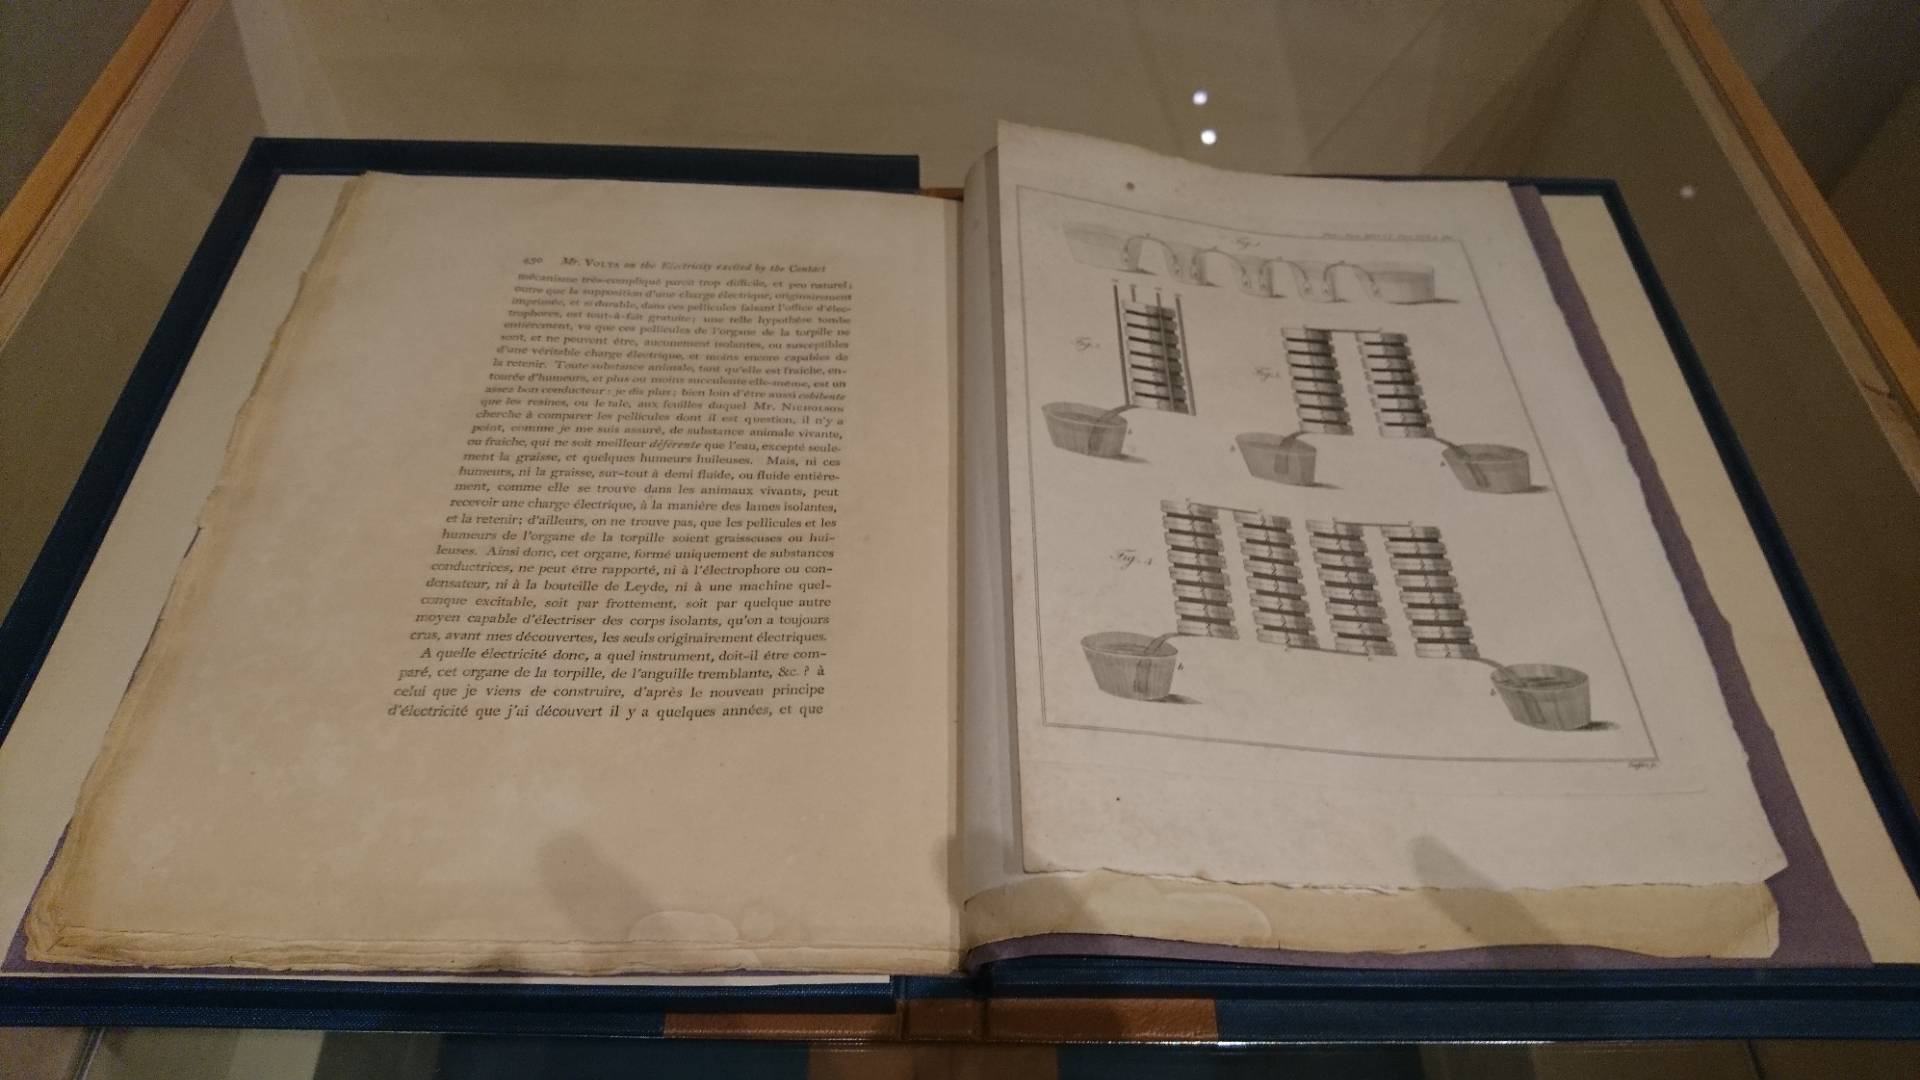 430 Mr. VOLTA on the Electricity excited by the Contact
mécanisme très-compliqué paroit trop difficile, et peu naturel;
outre que la supposition d'une charge électrique, originairement
imprimée, et si durable, dans ces pellicules faisant l'office d'élec-
trophores, est tout-à-fait gratuite; une telle hypothèse tombe
entièrement, vu que ces pellicules de l'organe de la torpille ne
sont, et ne peuvent être, aucunement isolantes, ou susceptibles
d'une véritable charge électrique, et moins encore capables de
la retenir. Toute substance animale, tant qu'elle est fraiche, en-
tourée d'humeurs, et plus ou moins succulente elle-même, est un
assez bon conducteur: je dis plus; bien loin d'être aussi cohibente
que les resines, ou le talc, aux feuilles duquel Mr. NICHOLSON
cherche à comparer les pellicules dont il est question, il n'y a
point, comme je me suis assuré, de substance animale vivante,
ou fraiche, qui ne soit meilleur déférente que l'eau, excepté seule-
ment la graisse, et quelques humeurs huileuses. Mais, ni ces
humeurs, ni la graisse, sur-tout à demi fluide, ou fluide entière-
ment, comme elle se trouve dans les animaux vivants, peut
recevoir une charge électrique, à la manière des lames isolantes,
et la retenir; d'ailleurs, on ne trouve pas, que les pellicules et les
humeurs de l'organe de la torpille soient graisseuses ou hui-
leuses. Ainsi donc, cet organe, formé uniquement de substances
conductrices, ne peut être rapporté, ni à l'électrophore ou con-
densateur, ni à la bouteille de Leyde, ni à une machine quel-
conque excitable, soit par frottement, soit par quelque autre
moyen capable d'électriser des corps isolants, qu'on a toujours
crus, avant mes découvertes, les seuls originairement électriques.
A quelle électricité donc, a quel instrument, doit-il être com-
paré, cet organe de la torpille, de l'anguille tremblante, &c. ? à
celui que je viens de construire, d'après le nouveau principe
d'électricité que j'ai découvert il y a quelques années, et que
Fig. 1
Fig. 2
Fig. 3
Fig. 4